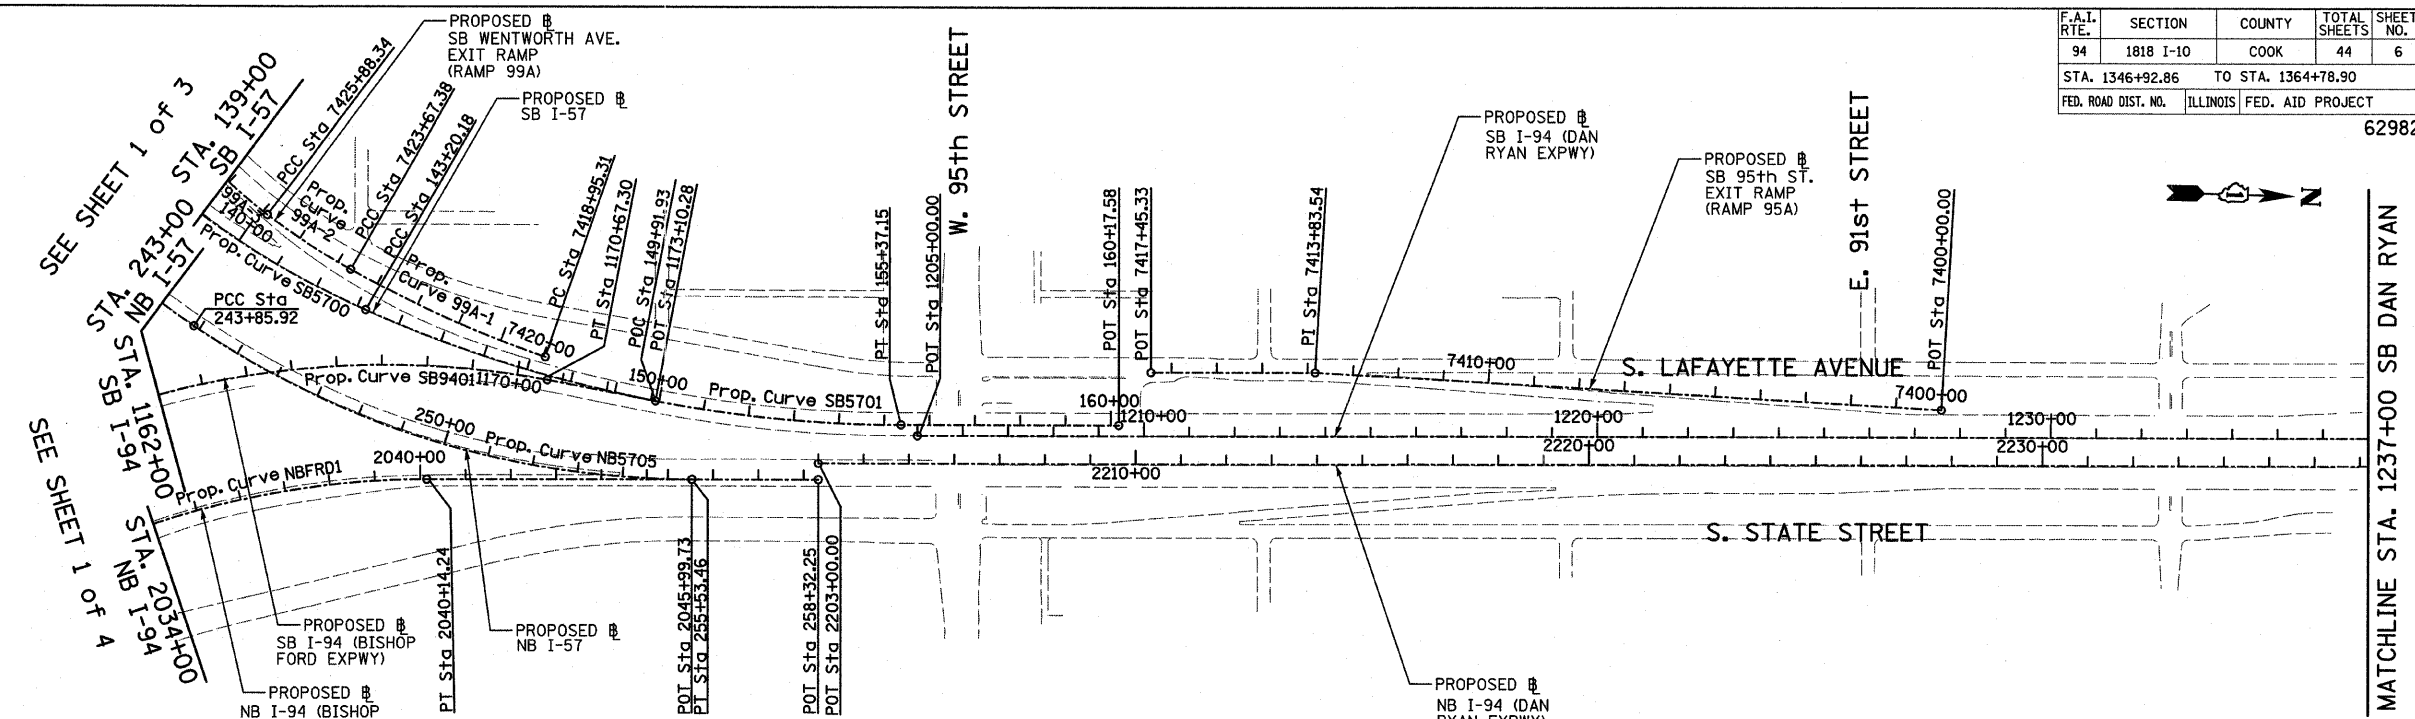 F.A.I. RTE.
SECTION
COUNTY
TOTAL SHEETS
SHEET NO.
94
1818 I-10
COOK
44
6
STA. 1346+92.86 TO STA. 1364+78.90
FED. ROAD DIST. NO.
ILLINOIS
FED. AID PROJECT
62982
PROPOSED ℄
SB WENTWORTH AVE.
EXIT RAMP
(RAMP 99A)
PROPOSED ℄
SB I-57
SEE SHEET 1 of 3
STA. 139+00
SB I-57
STA. 243+00
NB I-57
STA. 1162+00
SB I-94
STA. 2034+00
NB I-94
SEE SHEET 1 of 4
PCC Sta 7425+88.34
PCC Sta 7423+67.38
PCC Sta 143+20.18
PC Sta 7418+95.31
PT Sta 1170+67.30
POC Sta 149+91.93
POT Sta 1173+10.28
PT Sta 155+37.15
POT Sta 1205+00.00
W. 95th STREET
POT Sta 160+17.58
POT Sta 7417+45.33
PI Sta 7413+83.54
PROPOSED ℄
SB I-94 (DAN
RYAN EXPWY)
PROPOSED ℄
SB 95th ST.
EXIT RAMP
(RAMP 95A)
E. 91st STREET
POT Sta 7400+00.00
N
MATCHLINE STA. 1237+00 SB DAN RYAN
99A-3
Prop.
Curve
99A-2
140+00
Prop. Curve SB5700
Prop.
Curve 99A-1
7420+00
PCC Sta
243+85.92
Prop. Curve SB9401
1170+00
150+00
Prop. Curve SB5701
160+00
1210+00
7410+00
S. LAFAYETTE AVENUE
7400+00
1220+00
1230+00
250+00
Prop. Curve NB5705
2040+00
Prop. Curve NBFRD1
2210+00
2220+00
2230+00
S. STATE STREET
PT Sta 2040+14.24
POT Sta 2045+99.73
PT Sta 255+53.46
POT Sta 258+32.25
POT Sta 2203+00.00
PROPOSED ℄
SB I-94 (BISHOP
FORD EXPWY)
PROPOSED ℄
NB I-57
PROPOSED ℄
NB I-94 (BISHOP
PROPOSED ℄
NB I-94 (DAN
RYAN EXPWY)